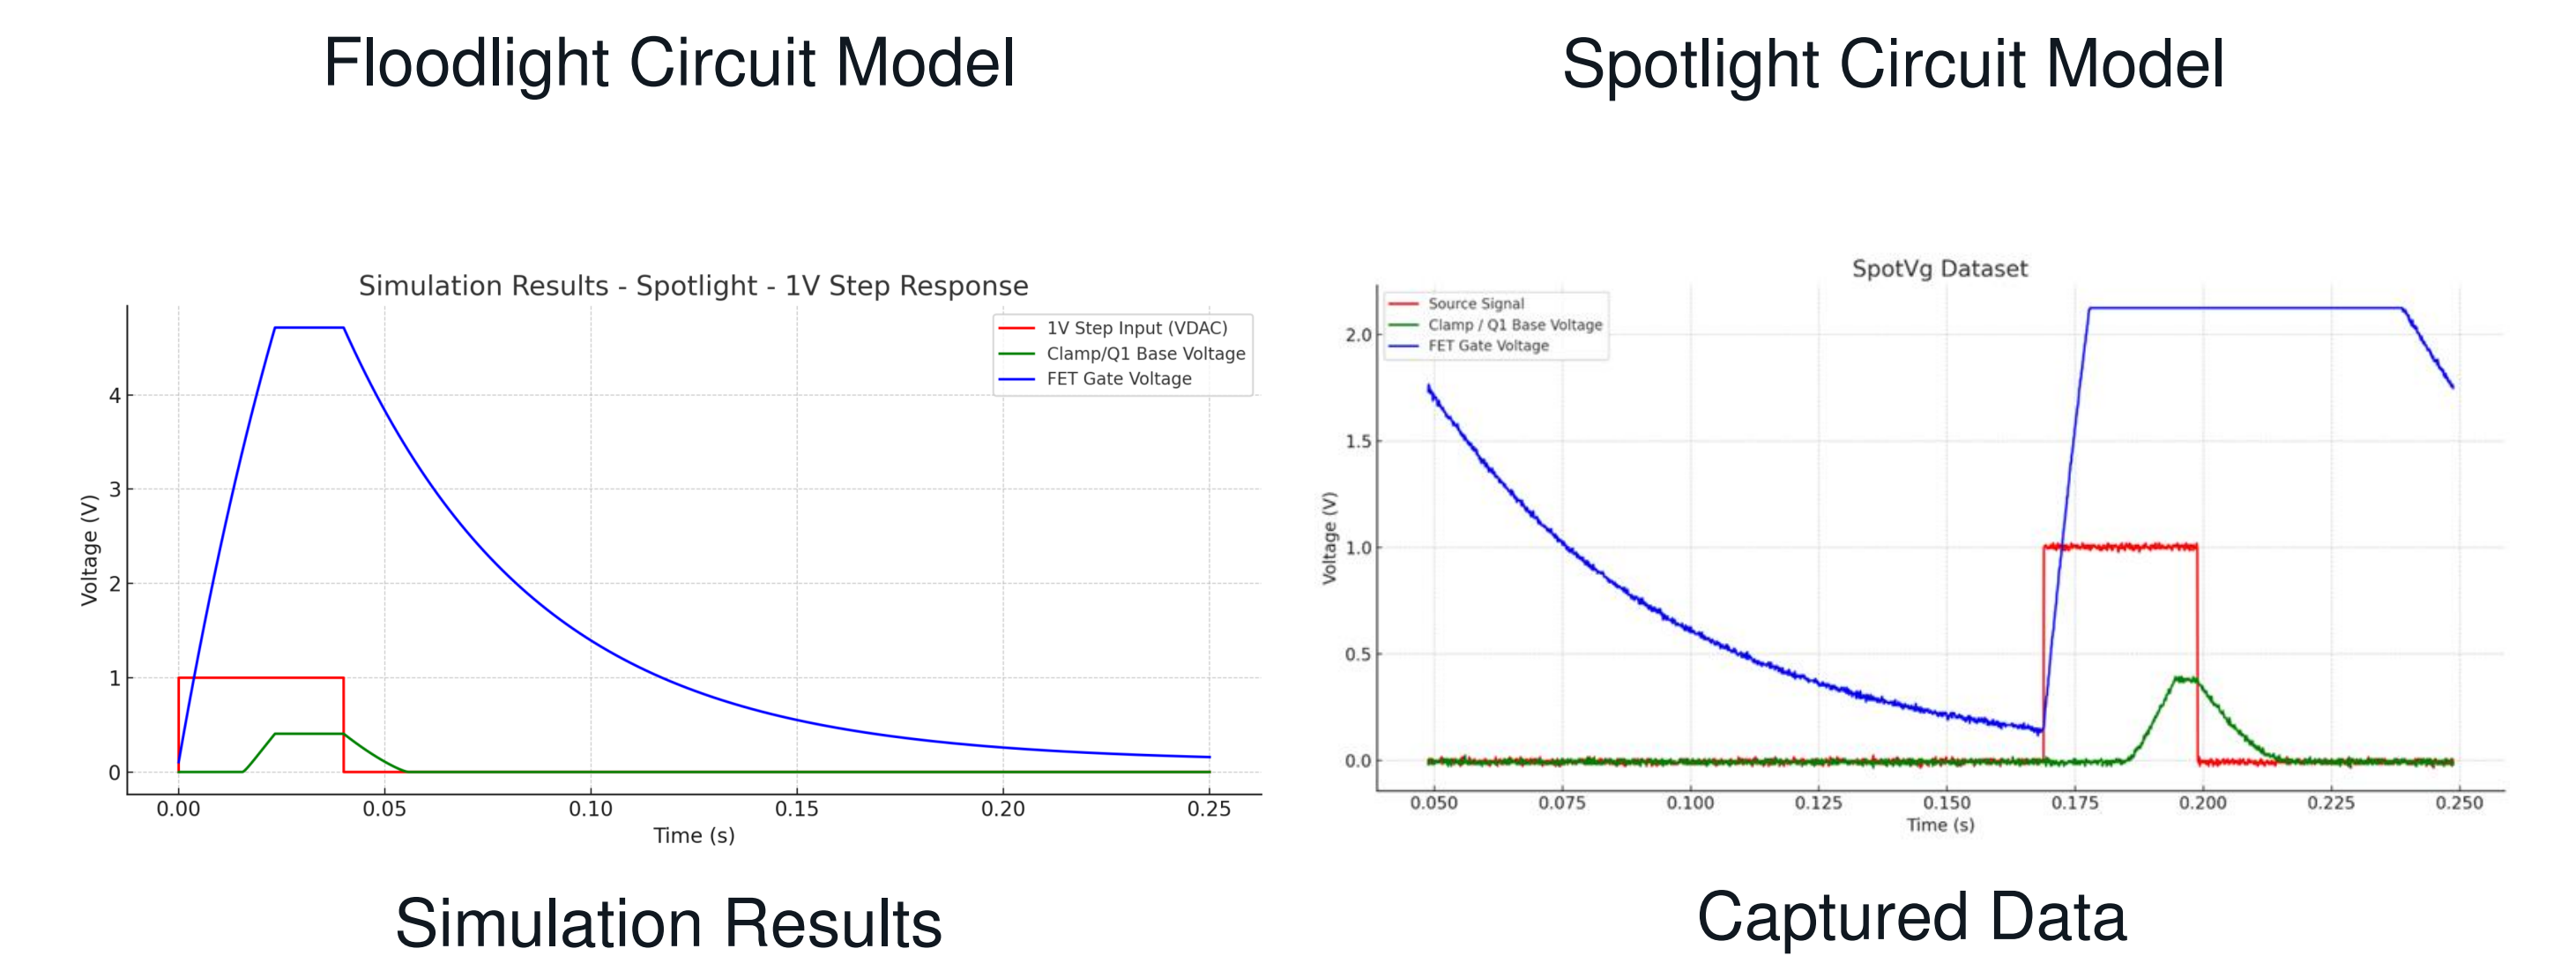 Floodlight Circuit Model
Spotlight Circuit Model
Simulation Results - Spotlight - 1V Step Response
1V Step Input (VDAC)
Clamp/Q1 Base Voltage
FET Gate Voltage
Voltage (V)
4
3
2
1
0
0.00 0.05 0.10 0.15 0.20 0.25
Time (s)
Simulation Results
SpotVg Dataset
Source Signal
Clamp / Q1 Base Voltage
FET Gate Voltage
Voltage (V)
2.0
1.5
1.0
0.5
0.0
0.050 0.075 0.100 0.125 0.150 0.175 0.200 0.225 0.250
Time (s)
Captured Data